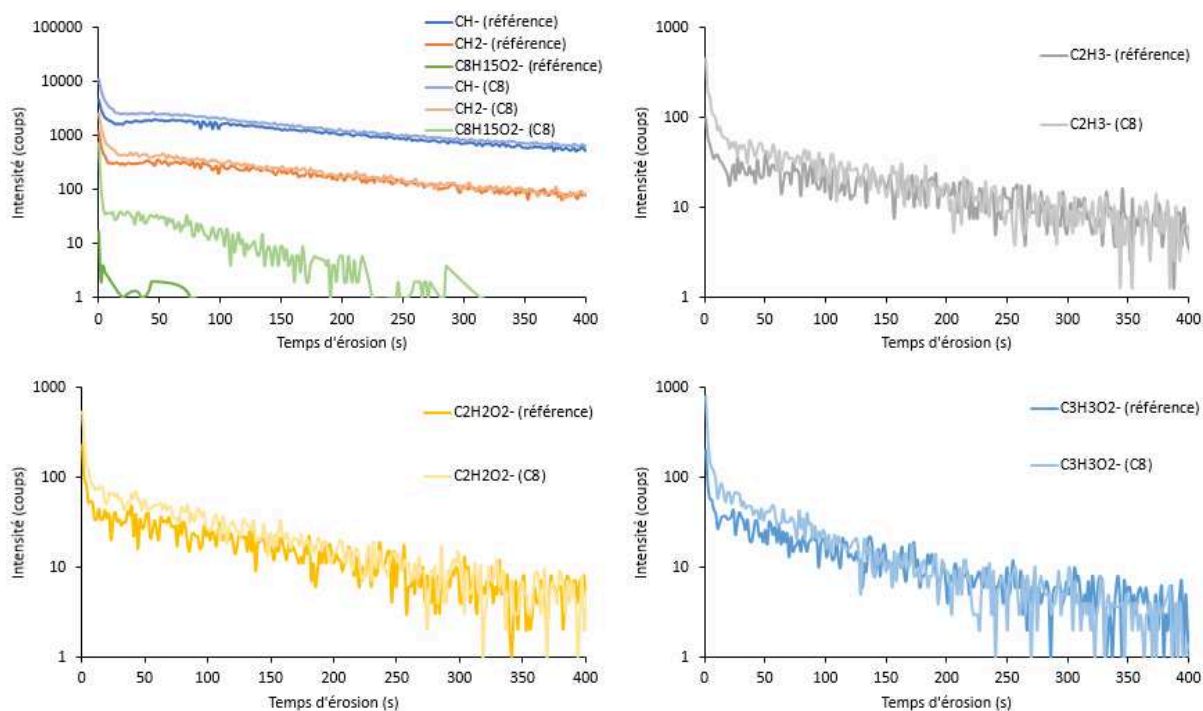 100000
10000
1000
100
10
1
Intensité (coups)
CH- (référence)
CH2- (référence)
C8H15O2- (référence)
CH- (C8)
CH2- (C8)
C8H15O2- (C8)
0 50 100 150 200 250 300 350 400
Temps d'érosion (s)
1000
100
10
1
Intensité (coups)
C2H3- (référence)
C2H3- (C8)
0 50 100 150 200 250 300 350 400
Temps d'érosion (s)
1000
100
10
1
Intensité (coups)
C2H2O2- (référence)
C2H2O2- (C8)
0 50 100 150 200 250 300 350 400
Temps d'érosion (s)
1000
100
10
1
Intensité (coups)
C3H3O2- (référence)
C3H3O2- (C8)
0 50 100 150 200 250 300 350 400
Temps d'érosion (s)